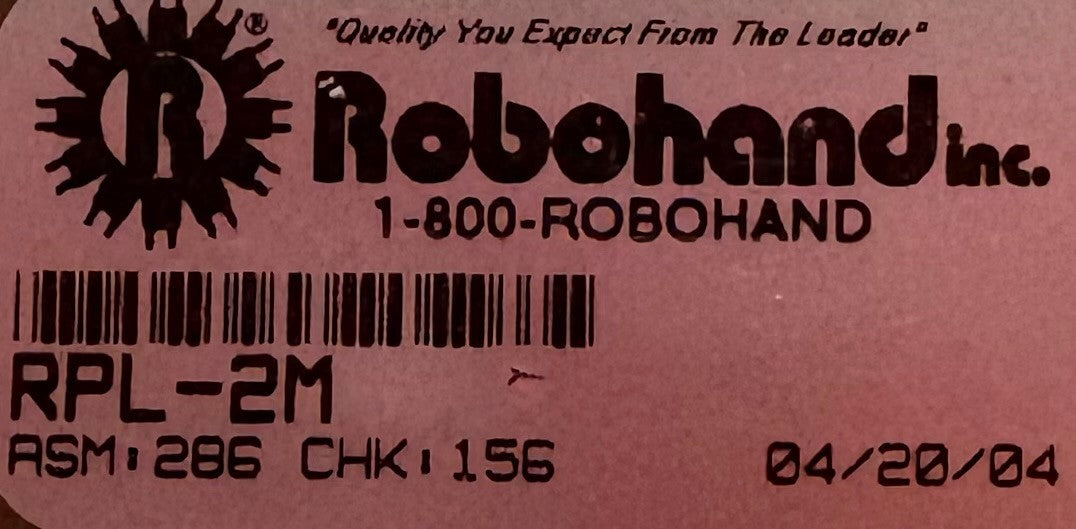 ®
"Quality You Expect From The Leader"
R
Robohand inc.
1-800-ROBOHAND
RPL-2M
ASM: 286 CHK: 156 04/20/04